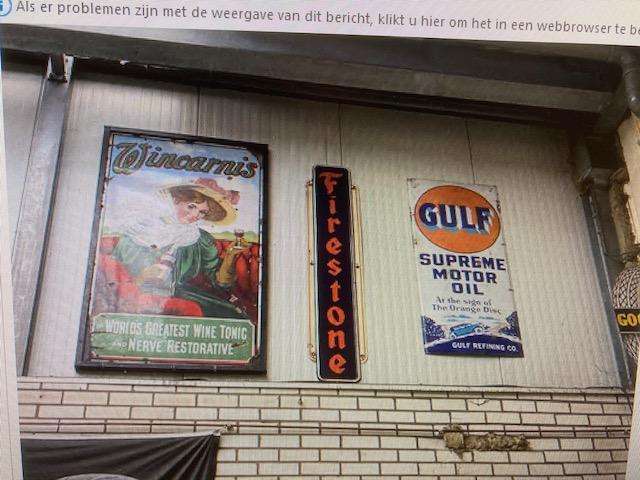 Als er problemen zijn met de weergave van dit bericht, klikt u hier om het in een webbrowser te be
Wincarnis
WORLD'S GREATEST WINE TONIC
AND NERVE RESTORATIVE
Firestone
GULF
SUPREME
MOTOR
OIL
At the sign of
The Orange Disc
GULF REFINING CO.
GOO